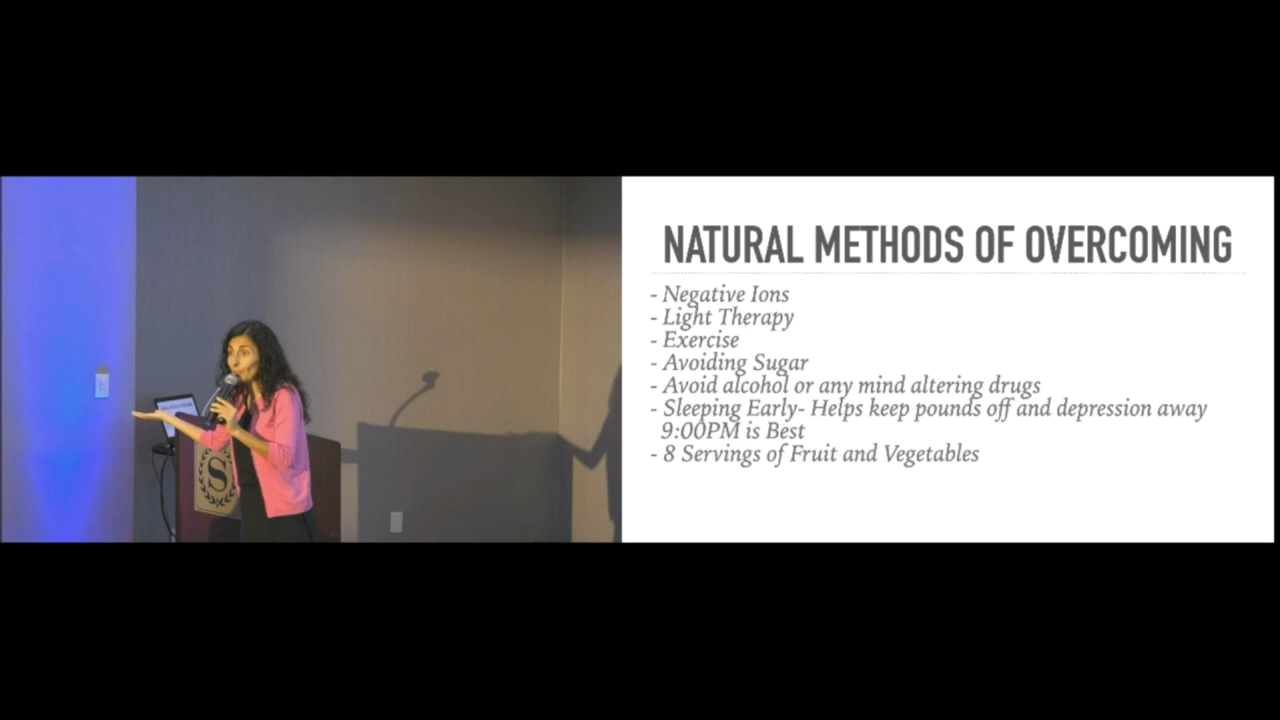 S
NATURAL METHODS OF OVERCOMING
- Negative Ions
- Light Therapy
- Exercise
- Avoiding Sugar
- Avoid alcohol or any mind altering drugs
- Sleeping Early- Helps keep pounds off and depression away
9:00PM is Best
- 8 Servings of Fruit and Vegetables